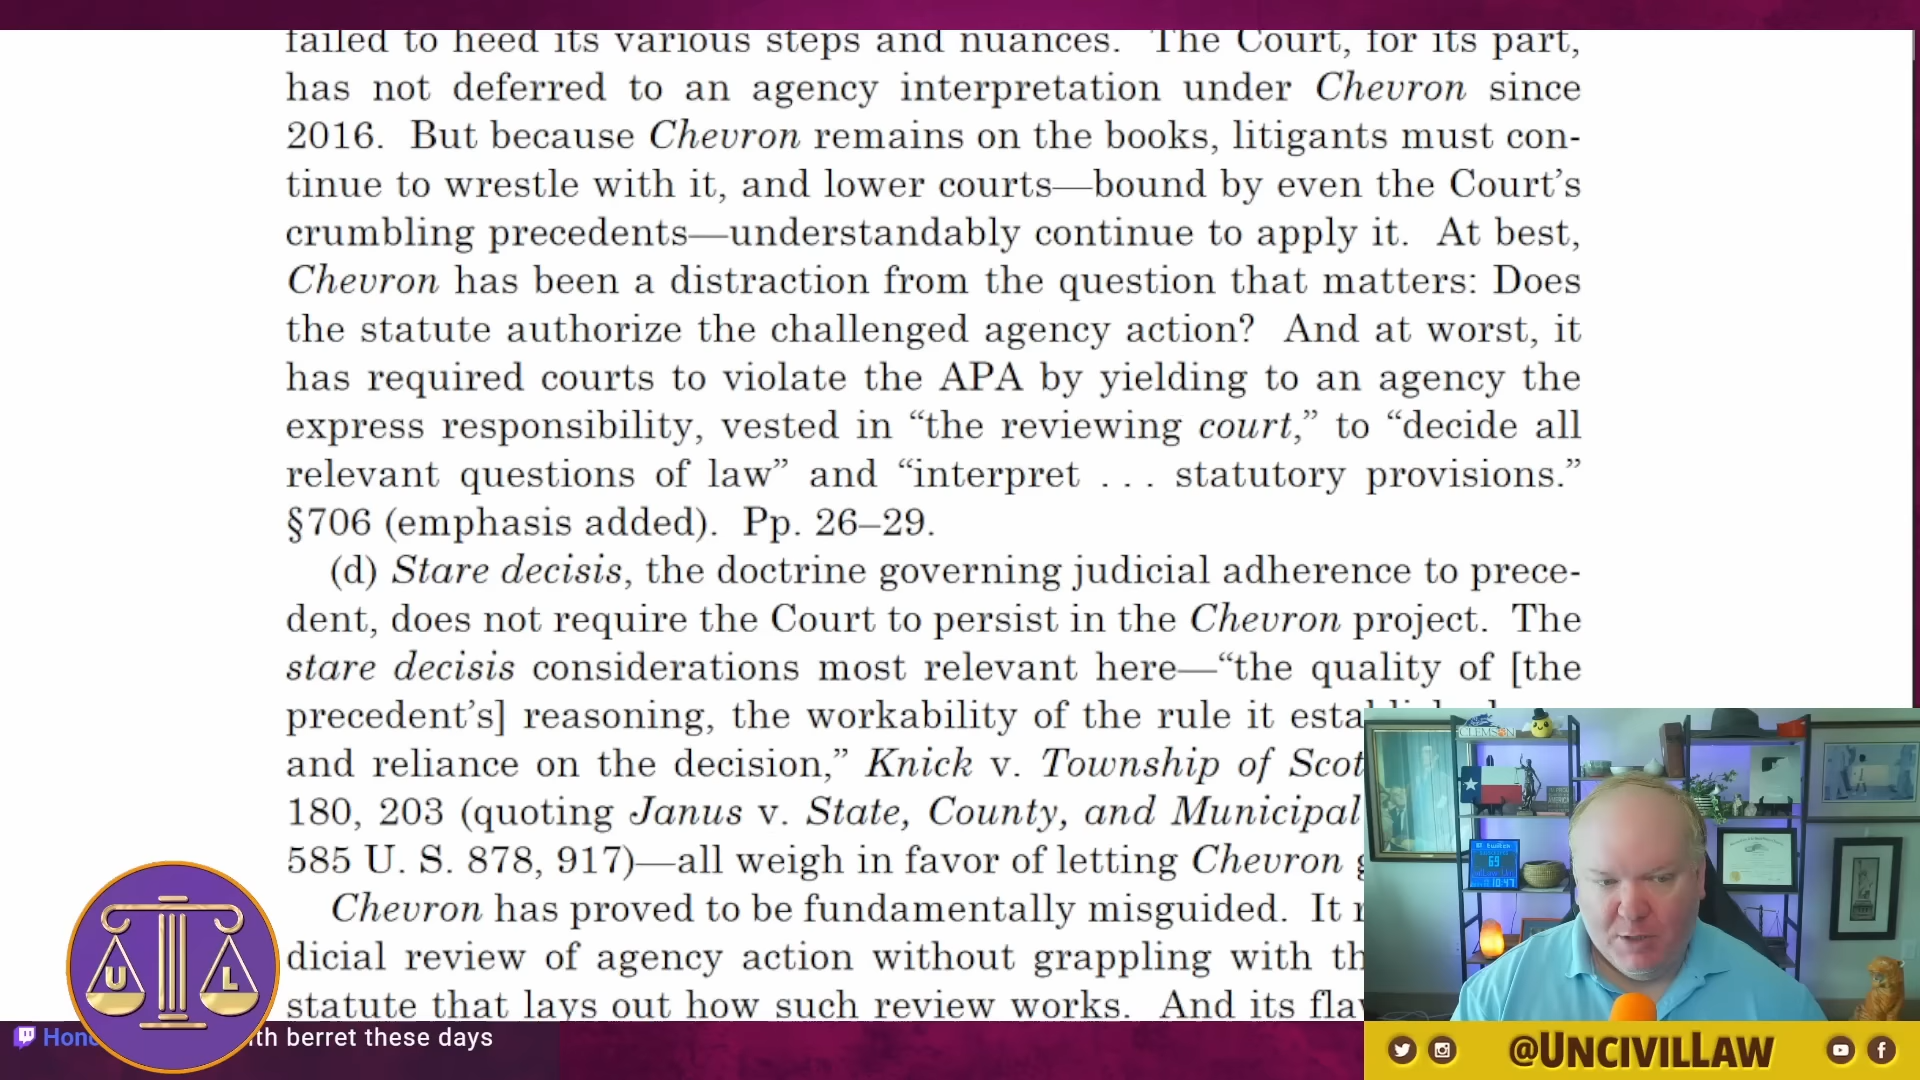 failed to heed its various steps and nuances. The Court, for its part,
has not deferred to an agency interpretation under Chevron since
2016. But because Chevron remains on the books, litigants must con-
tinue to wrestle with it, and lower courts—bound by even the Court’s
crumbling precedents—understandably continue to apply it. At best,
Chevron has been a distraction from the question that matters: Does
the statute authorize the challenged agency action? And at worst, it
has required courts to violate the APA by yielding to an agency the
express responsibility, vested in “the reviewing court,” to “decide all
relevant questions of law” and “interpret . . . statutory provisions.”
§706 (emphasis added). Pp. 26–29.
(d) Stare decisis, the doctrine governing judicial adherence to prece-
dent, does not require the Court to persist in the Chevron project. The
stare decisis considerations most relevant here—“the quality of [the
precedent’s] reasoning, the workability of the rule it
and reliance on the decision,” Knick v. Township of
180, 203 (quoting Janus v. State, County, and Municipal
585 U. S. 878, 917)—all weigh in favor of letting Chevron
Chevron has proved to be fundamentally misguided. It
dicial review of agency action without grappling with
statute that lays out how such review works. And its
CLEMSON
69
10:47
U L
berret these days
@UNCIVILLAW